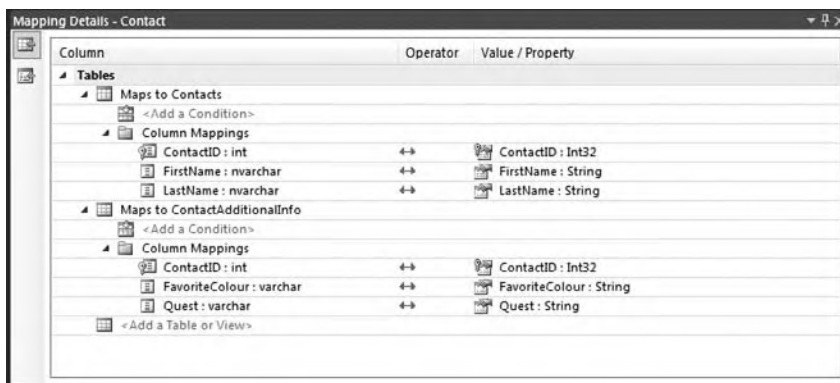 Mapping Details - Contact
Column Operator Value / Property
Tables
Maps to Contacts
<Add a Condition>
Column Mappings
ContactID : int ContactID : Int32
FirstName : nvarchar FirstName : String
LastName : nvarchar LastName : String
Maps to ContactAdditionalInfo
<Add a Condition>
Column Mappings
ContactID : int ContactID : Int32
FavoriteColour : varchar FavoriteColour : String
Quest : varchar Quest : String
<Add a Table or View>